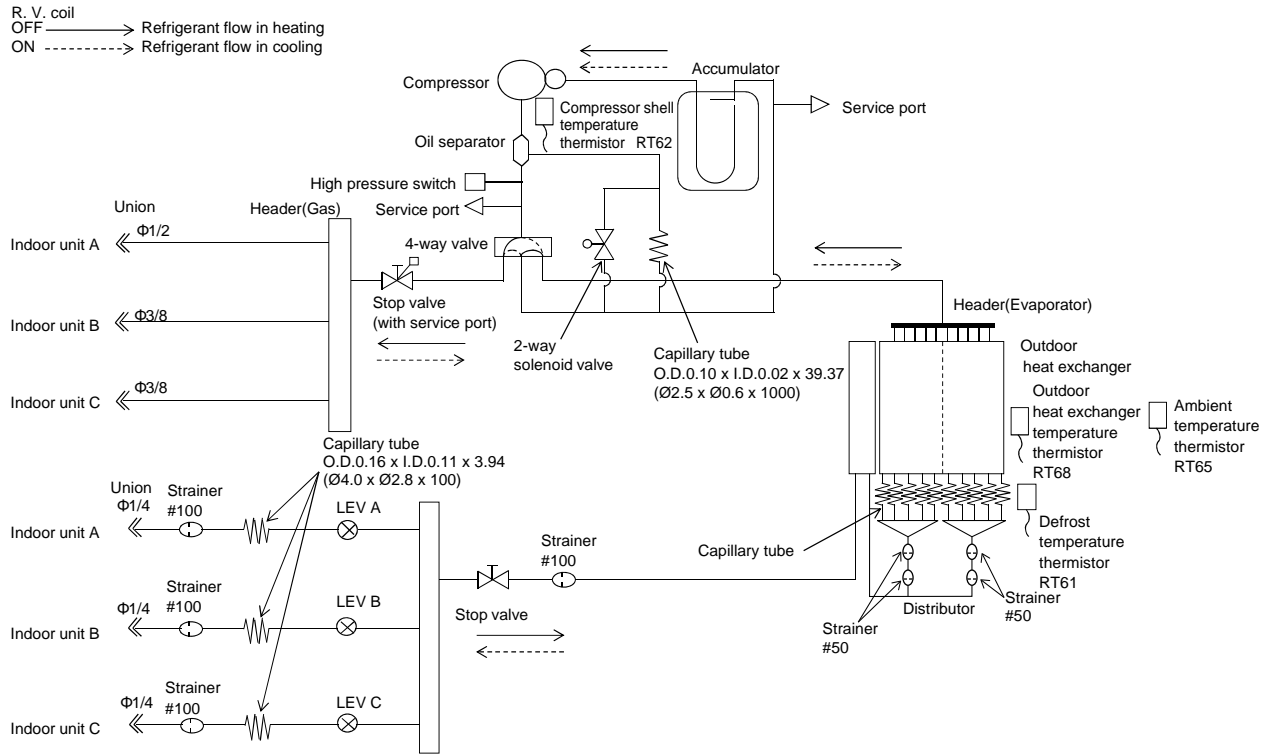 R. V. coil
OFF
Refrigerant flow in heating
ON
Refrigerant flow in cooling
Compressor
Accumulator
Service port
Compressor shell
temperature
thermistor RT62
Oil separator
High pressure switch
Service port
4-way valve
Union
Header(Gas)
Indoor unit A
Φ1/2
Stop valve
(with service port)
Indoor unit B
Φ3/8
Indoor unit C
Φ3/8
2-way
solenoid valve
Capillary tube
O.D.0.10 x I.D.0.02 x 39.37
(Ø2.5 x Ø0.6 x 1000)
Header(Evaporator)
Outdoor
heat exchanger
Outdoor
heat exchanger
temperature
thermistor
RT68
Ambient
temperature
thermistor
RT65
Capillary tube
O.D.0.16 x I.D.0.11 x 3.94
(Ø4.0 x Ø2.8 x 100)
Union
Φ1/4
Strainer
#100
LEV A
Indoor unit A
Φ1/4
Strainer
#100
LEV B
Indoor unit B
Φ1/4
Strainer
#100
LEV C
Indoor unit C
Stop valve
Strainer
#100
Capillary tube
Defrost
temperature
thermistor
RT61
Distributor
Strainer
#50
Strainer
#50